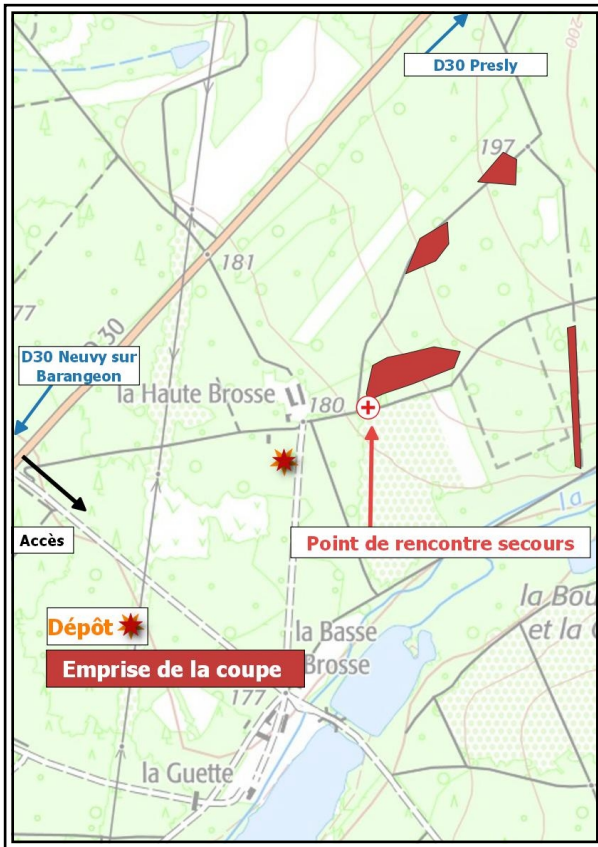 200
D30 Presly
197
181
77
D 30
D30 Neuvy sur
Barangeon
la Haute Brosse
180
la
Accès
Point de rencontre secours
la Bou
et la G
Dépôt
la Basse
Brosse
Emprise de la coupe
177
la Guette